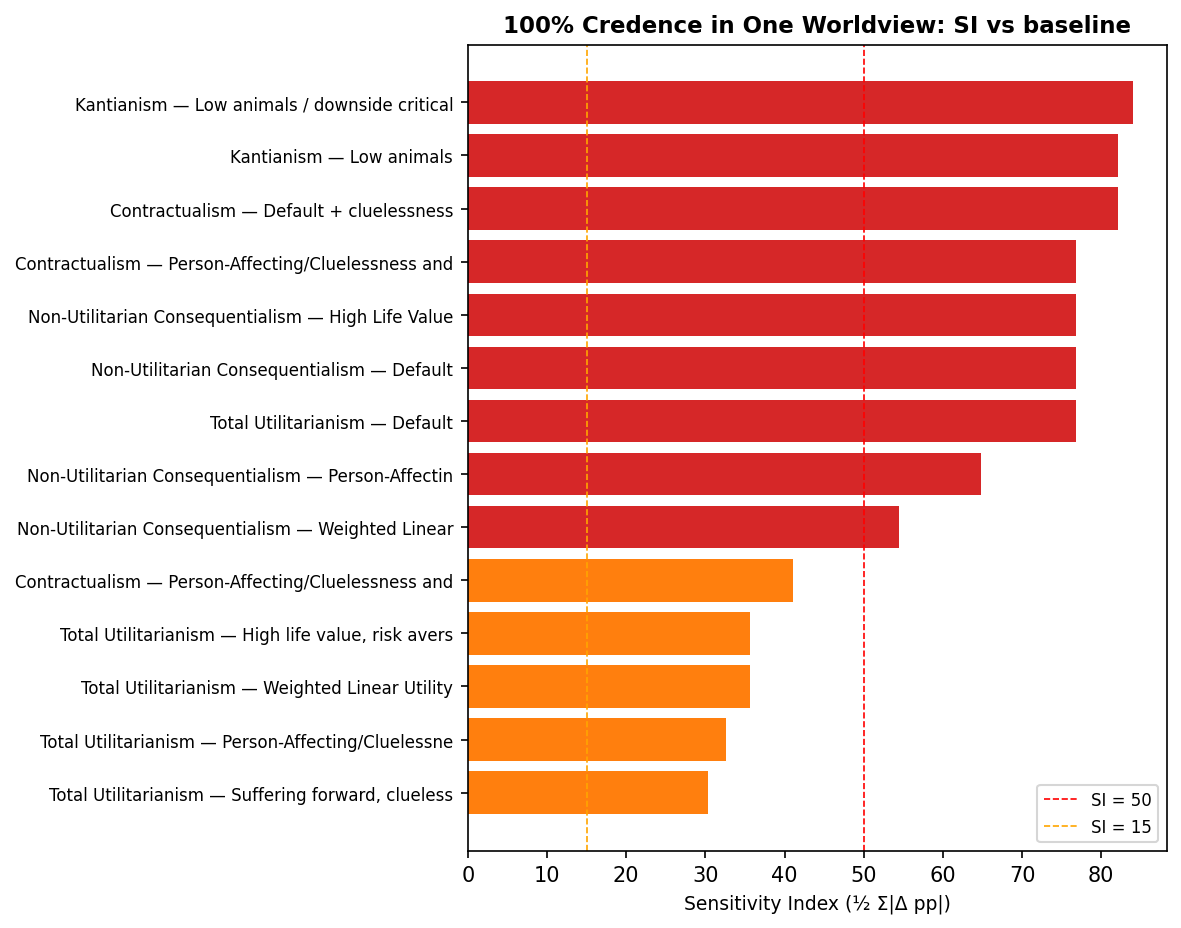 100% Credence in One Worldview: SI vs baseline
Kantianism — Low animals / downside critical
Kantianism — Low animals
Contractualism — Default + cluelessness
Contractualism — Person-Affecting/Cluelessness and
Non-Utilitarian Consequentialism — High Life Value
Non-Utilitarian Consequentialism — Default
Total Utilitarianism — Default
Non-Utilitarian Consequentialism — Person-Affectin
Non-Utilitarian Consequentialism — Weighted Linear
Contractualism — Person-Affecting/Cluelessness and
Total Utilitarianism — High life value, risk avers
Total Utilitarianism — Weighted Linear Utility
Total Utilitarianism — Person-Affecting/Cluelessne
Total Utilitarianism — Suffering forward, clueless
SI = 50
SI = 15
0 10 20 30 40 50 60 70 80
Sensitivity Index (½ Σ|Δ pp|)